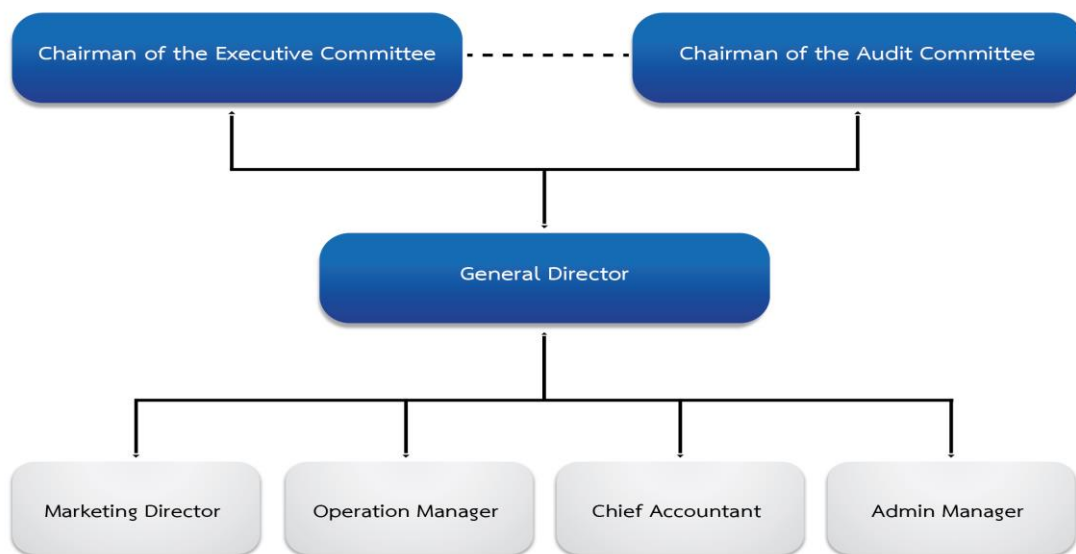 Chairman of the Executive Committee
Chairman of the Audit Committee
General Director
Marketing Director
Operation Manager
Chief Accountant
Admin Manager